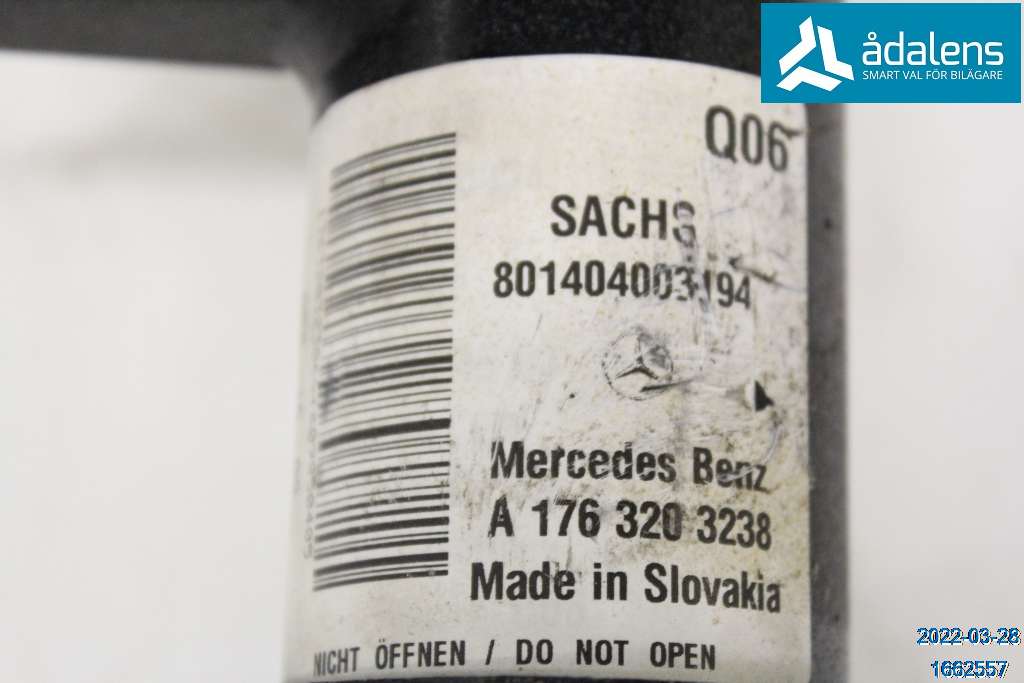 ådalens
SMART VAL FÖR BILÄGARE
Q06
SACHS
Mercedes Benz
A 176 320 3238
Made in Slovakia
NICHT ÖFFNEN / DO NOT OPEN
2022-03-28
1662557